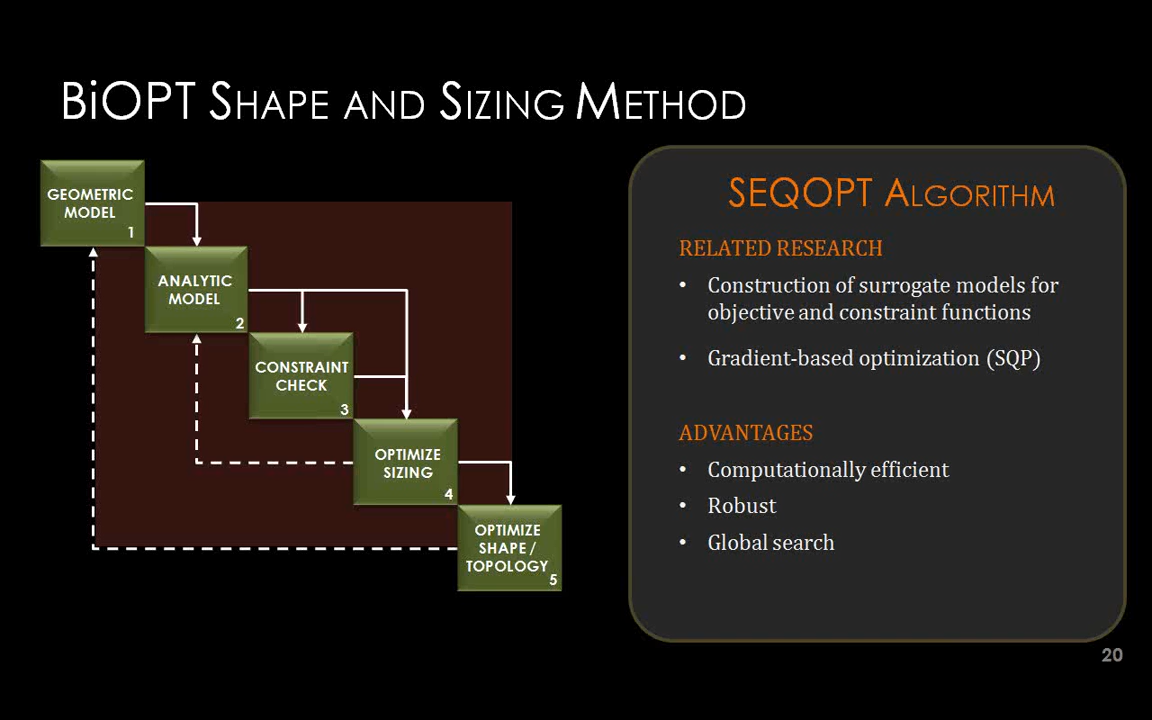 BiOPT SHAPE AND SIZING METHOD
GEOMETRIC
MODEL
1
ANALYTIC
MODEL
2
CONSTRAINT
CHECK
3
OPTIMIZE
SIZING
4
OPTIMIZE
SHAPE /
TOPOLOGY
5
SEQOPT ALGORITHM
RELATED RESEARCH
• Construction of surrogate models for
objective and constraint functions
• Gradient-based optimization (SQP)
ADVANTAGES
• Computationally efficient
• Robust
• Global search
20